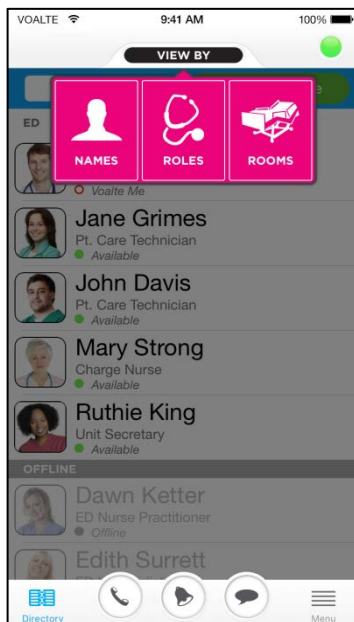 VOALTE 9:41 AM 100%
VIEW BY
NAMES ROLES ROOMS
ED
Voalte Me
Jane Grimes
Pt. Care Technician
Available
John Davis
Pt. Care Technician
Available
Mary Strong
Charge Nurse
Available
Ruthie King
Unit Secretary
Available
OFFLINE
Dawn Ketter
ED Nurse Practitioner
Offline
Edith Surrett
Directory Menu